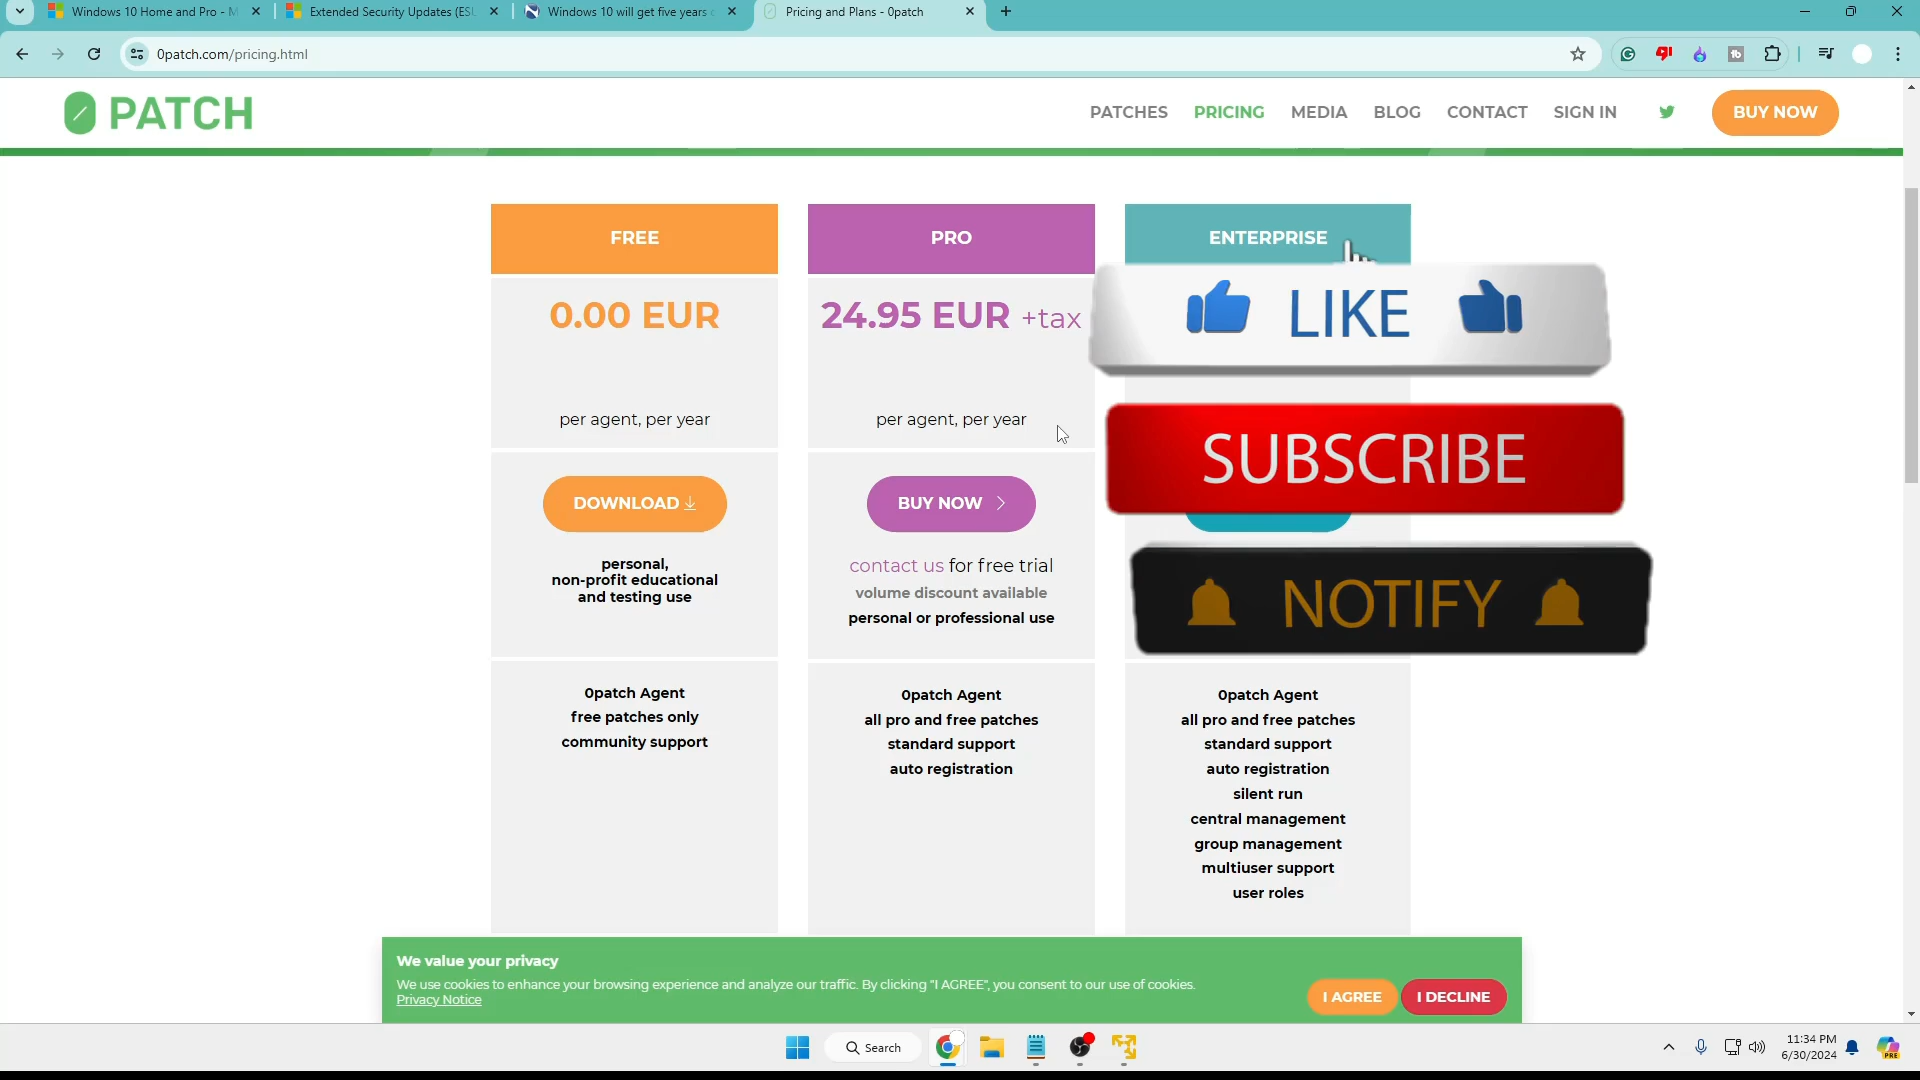 Windows 10 Home and Pro - M
Extended Security Updates (ESU
Windows 10 will get five years o
Pricing and Plans - 0patch
0patch.com/pricing.html
PATCH
PATCHES
PRICING
MEDIA
BLOG
CONTACT
SIGN IN
BUY NOW
FREE
0.00 EUR
per agent, per year
DOWNLOAD
personal,
non-profit educational
and testing use
0patch Agent
free patches only
community support
PRO
24.95 EUR +tax
per agent, per year
BUY NOW
contact us for free trial
volume discount available
personal or professional use
0patch Agent
all pro and free patches
standard support
auto registration
ENTERPRISE
LIKE
SUBSCRIBE
NOTIFY
0patch Agent
all pro and free patches
standard support
auto registration
silent run
central management
group management
multiuser support
user roles
We value your privacy
We use cookies to enhance your browsing experience and analyze our traffic. By clicking "I AGREE", you consent to our use of cookies.
Privacy Notice
I AGREE
I DECLINE
Search
11:34 PM
6/30/2024
PRE